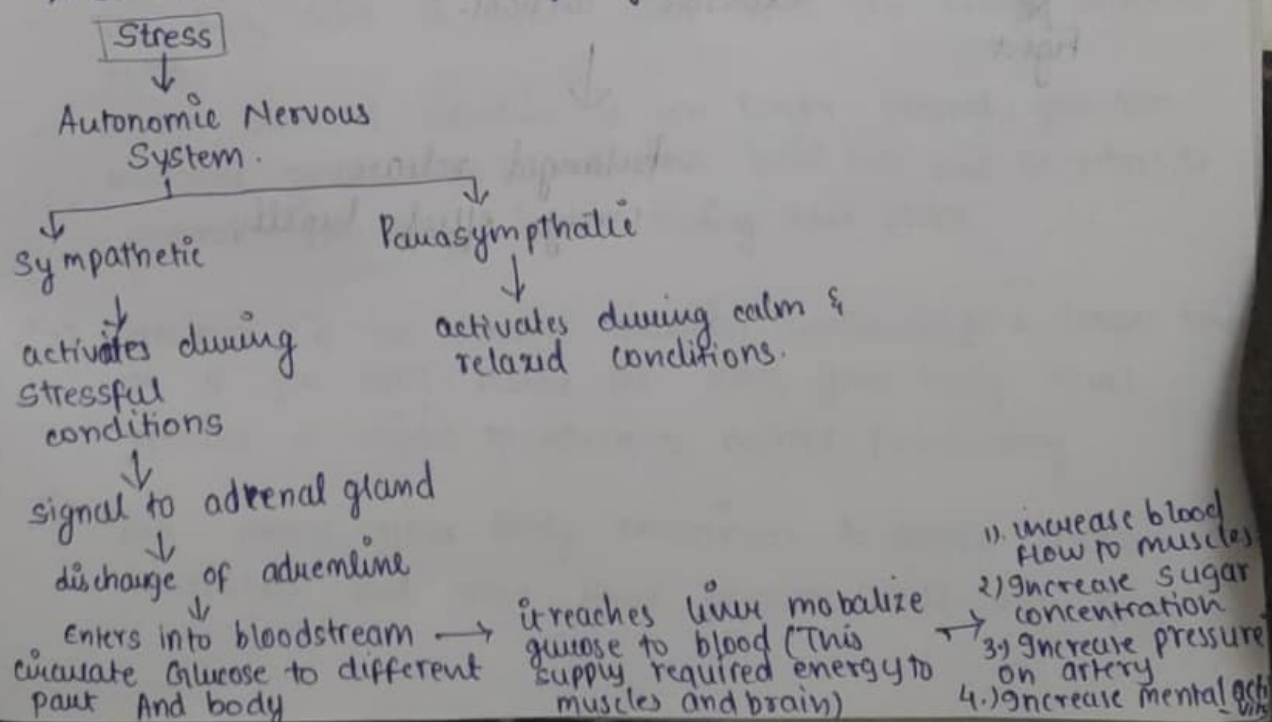 Stress
Autonomic Nervous
System.
Sympathetic
Parasympthatic
activates during
stressful
conditions
activates during calm &
relaxd conditions.
signal to adrenal gland
discharge of adrenline
Enters into bloodstream
circulate Glucose to different
part And body
it reaches liver mobalize
glucose to blood (This
supply required energy to
muscles and brain)
1). increase blood
flow to muscles
2) Increase sugar
concentration
3.) Increase pressure
on artery
4.) Increase mental acti
vity